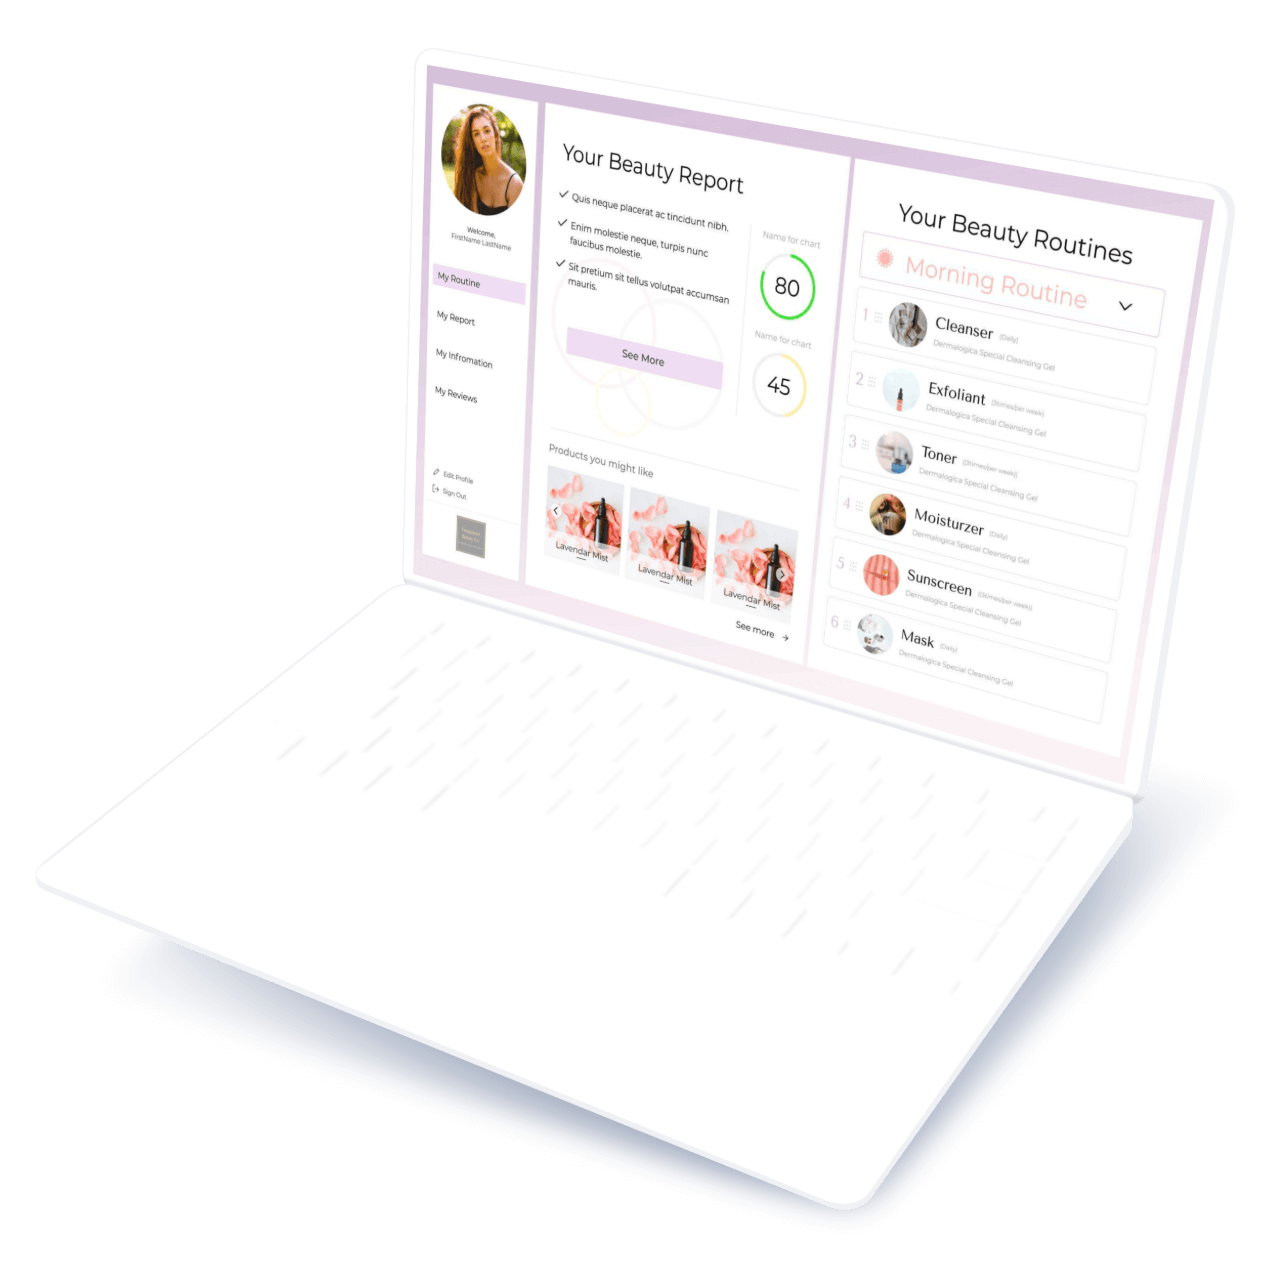 Welcome,
FirstName LastName
My Routine
My Report
My Infromation
My Reviews
Edit Profile
Sign Out
Your Beauty Report
Quis neque placerat ac tincidunt nibh.
Enim molestie neque, turpis nunc
faucibus molestie.
Sit pretium sit tellus volutpat accumsan
mauris.
See More
Name for chart
80
Name for chart
45
Products you might like
Lavendar Mist
Lavendar Mist
Lavendar Mist
See more
Your Beauty Routines
Morning Routine
1 Cleanser (Daily)
Dermalogica Special Cleansing Gel
2 Exfoliant (3times/per week)
Dermalogica Special Cleansing Gel
3 Toner (3times/per week)
Dermalogica Special Cleansing Gel
4 Moisturzer (Daily)
Dermalogica Special Cleansing Gel
5 Sunscreen (3times/per week)
Dermalogica Special Cleansing Gel
6 Mask (Daily)
Dermalogica Special Cleansing Gel